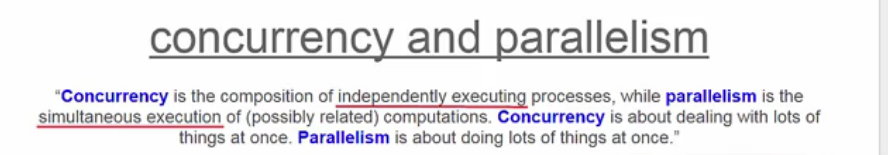 concurrency and parallelism
“Concurrency is the composition of independently executing processes, while parallelism is the
simultaneous execution of (possibly related) computations. Concurrency is about dealing with lots of
things at once. Parallelism is about doing lots of things at once.”